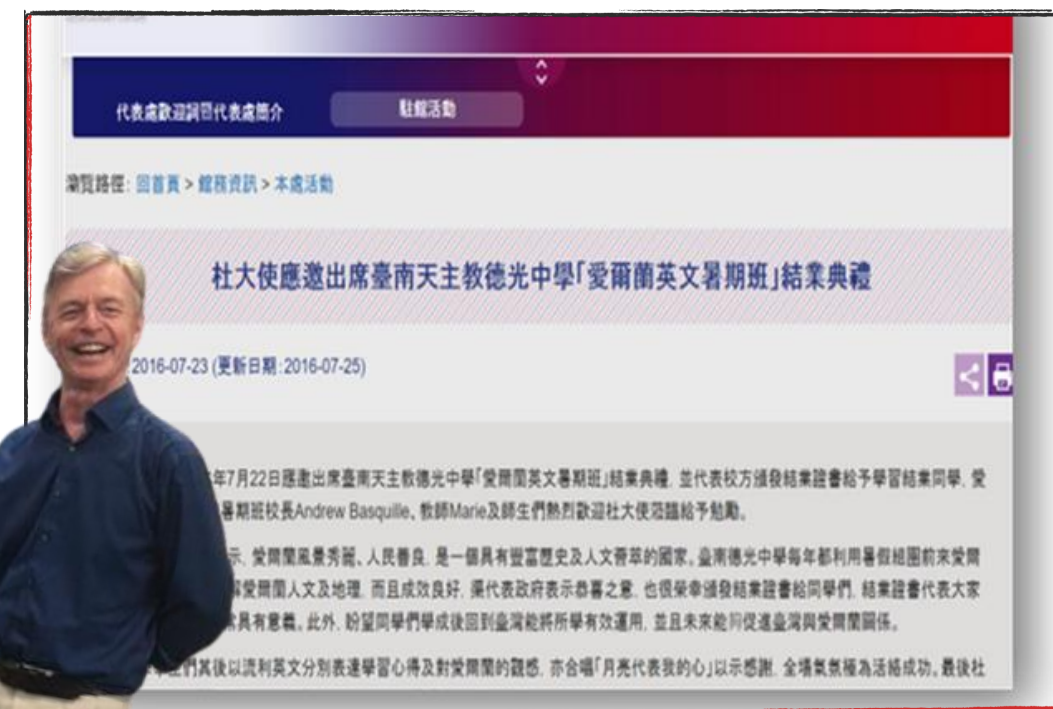 代表處歡迎詞暨代表處簡介
駐館活動
瀏覽路徑: 回首頁 > 館務資訊 > 本處活動
杜大使應邀出席臺南天主教德光中學「愛爾蘭英文暑期班」結業典禮
2016-07-23 (更新日期:2016-07-25)
年7月22日應邀出席臺南天主教德光中學「愛爾蘭英文暑期班」結業典禮, 並代表校方頒發結業證書給予學習結業同學, 愛
暑期班校長Andrew Basquille、教師Marie及師生們熱烈歡迎杜大使蒞臨給予勉勵。
示, 愛爾蘭風景秀麗、人民善良, 是一個具有豐富歷史及人文薈萃的國家。臺南德光中學每年都利用暑假組團前來愛爾
愛爾蘭人文及地理, 而且成效良好, 渠代表政府表示恭喜之意, 也很榮幸頒發結業證書給同學們, 結業證書代表大家
具有意義。此外, 盼望同學們學成後回到臺灣能將所學有效運用, 並且未來能夠促進臺灣與愛爾蘭關係。
們其後以流利英文分別表達學習心得及對愛爾蘭的觀感, 亦合唱「月亮代表我的心」以示感謝, 全場氣氛極為活絡成功。最後杜